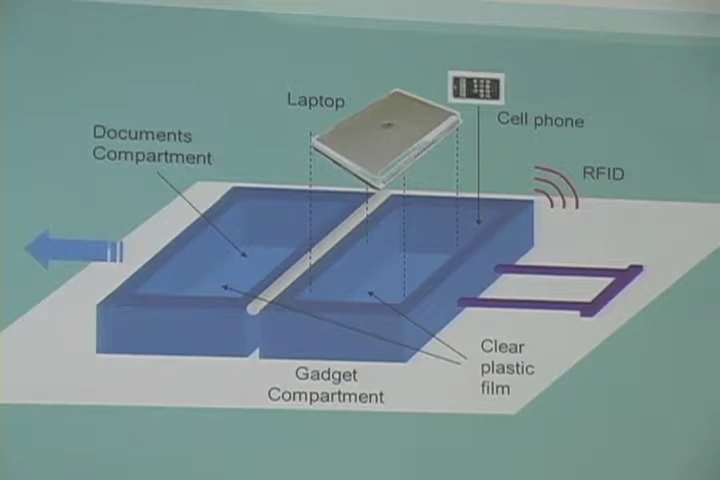 Laptop
Cell phone
Documents
Compartment
RFID
Clear
plastic
film
Gadget
Compartment